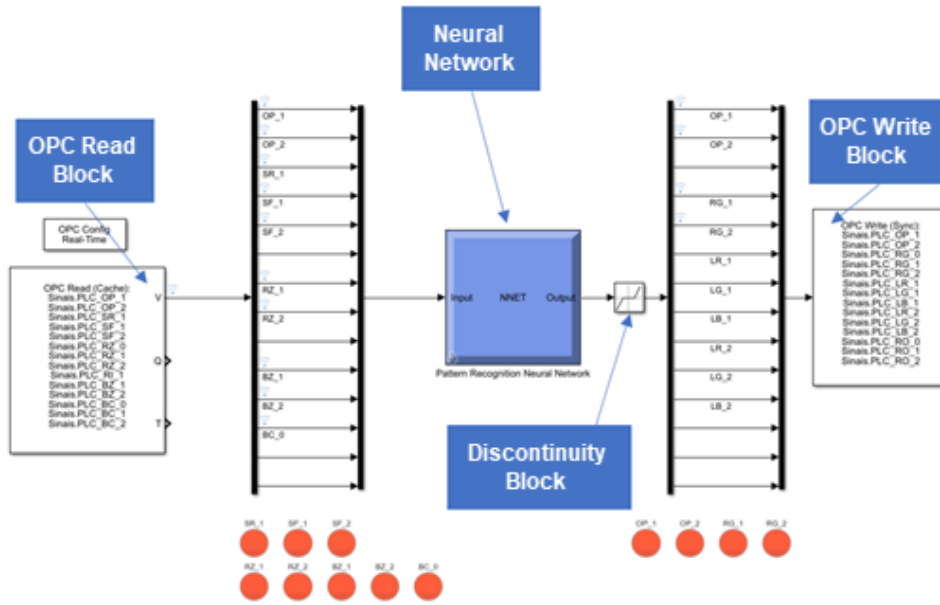 Neural
Network
OPC Read
Block
OPC Write
Block
Discontinuity
Block
OPC Config
Real-Time
OPC Read (Cache):
Sinais.PLC_OP_1
Sinais.PLC_OP_2
Sinais.PLC_SR_1
Sinais.PLC_SF_1
Sinais.PLC_SF_2
Sinais.PLC_RZ_0
Sinais.PLC_RZ_1
Sinais.PLC_RZ_2
Sinais.PLC_RI_1
Sinais.PLC_BZ_1
Sinais.PLC_BZ_2
Sinais.PLC_BC_0
Sinais.PLC_BC_1
Sinais.PLC_BC_2
V
Q
T
OP_1
OP_2
SR_1
SF_1
SF_2
RZ_1
RZ_2
BZ_1
BZ_2
BC_0
Input NNET Output
Pattern Recognition Neural Network
OP_1
OP_2
RG_1
RG_2
LR_1
LG_1
LB_1
LR_2
LG_2
LB_2
OPC Write (Sync):
Sinais.PLC_OP_1
Sinais.PLC_OP_2
Sinais.PLC_RG_0
Sinais.PLC_RG_1
Sinais.PLC_RG_2
Sinais.PLC_LR_1
Sinais.PLC_LG_1
Sinais.PLC_LB_1
Sinais.PLC_LR_2
Sinais.PLC_LG_2
Sinais.PLC_LB_2
Sinais.PLC_RO_0
Sinais.PLC_RO_1
Sinais.PLC_RO_2
SR_1 SF_1 SF_2
RZ_1 RZ_2 BZ_1 BZ_2 BC_0
OP_1 OP_2 RG_1 RG_2